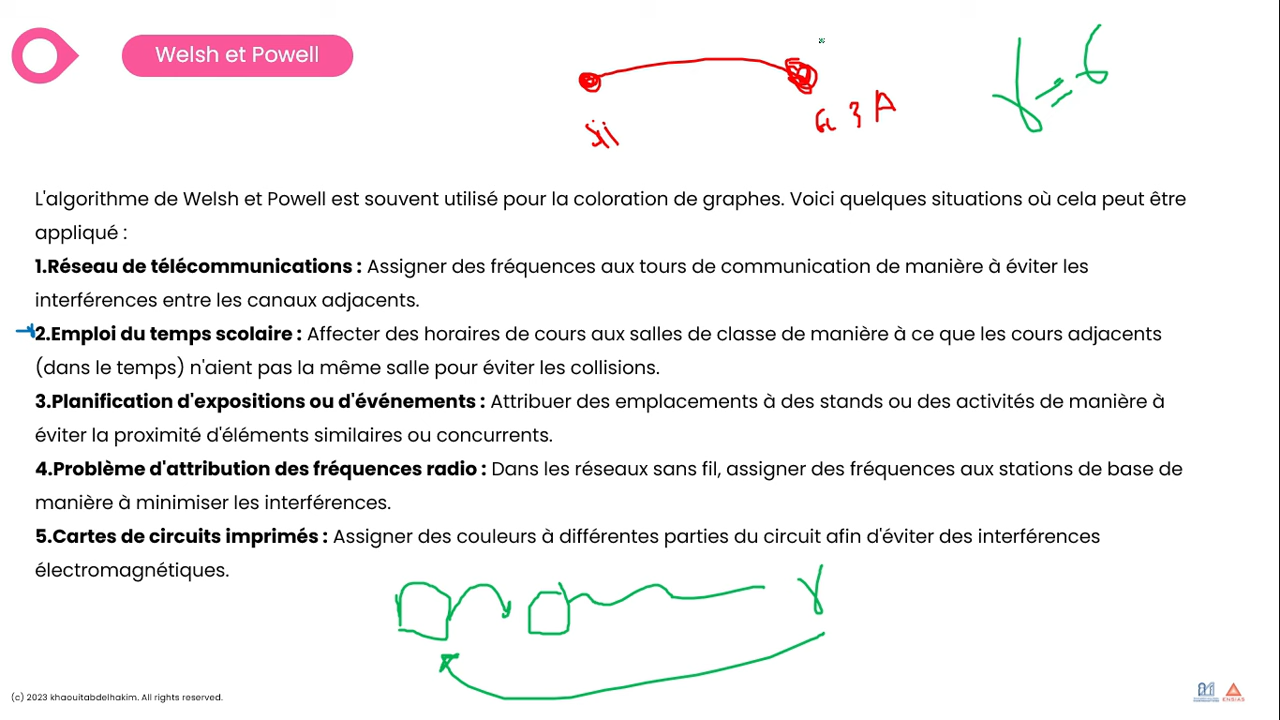 Welsh et Powell
L'algorithme de Welsh et Powell est souvent utilisé pour la coloration de graphes. Voici quelques situations où cela peut être
appliqué :
1.Réseau de télécommunications : Assigner des fréquences aux tours de communication de manière à éviter les
interférences entre les canaux adjacents.
2.Emploi du temps scolaire : Affecter des horaires de cours aux salles de classe de manière à ce que les cours adjacents
(dans le temps) n'aient pas la même salle pour éviter les collisions.
3.Planification d'expositions ou d'événements : Attribuer des emplacements à des stands ou des activités de manière à
éviter la proximité d'éléments similaires ou concurrents.
4.Problème d'attribution des fréquences radio : Dans les réseaux sans fil, assigner des fréquences aux stations de base de
manière à minimiser les interférences.
5.Cartes de circuits imprimés : Assigner des couleurs à différentes parties du circuit afin d'éviter des interférences
électromagnétiques.
(c) 2023 khaouitabdelhakim. All rights reserved.
ENSIAS